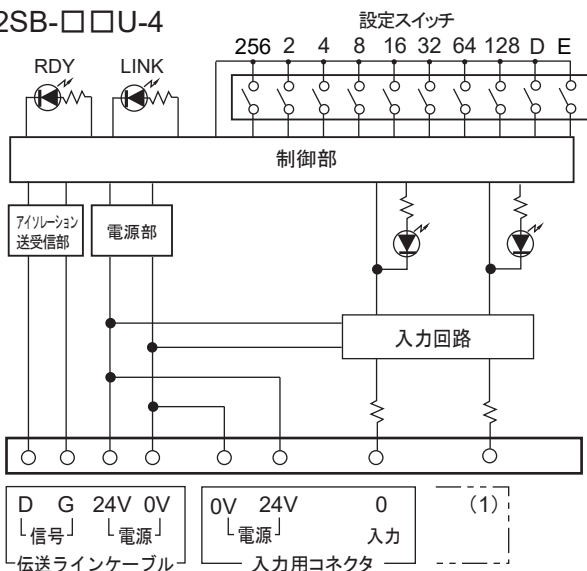 2SB-□□U-4
設定スイッチ
256 2 4 8 16 32 64 128 D E
RDY LINK
制御部
アイソレーション
送受信部
電源部
入力回路
D G 24V 0V
信号 電源
伝送ラインケーブル
0V 24V 0 (1)
電源 入力
入力用コネクタ